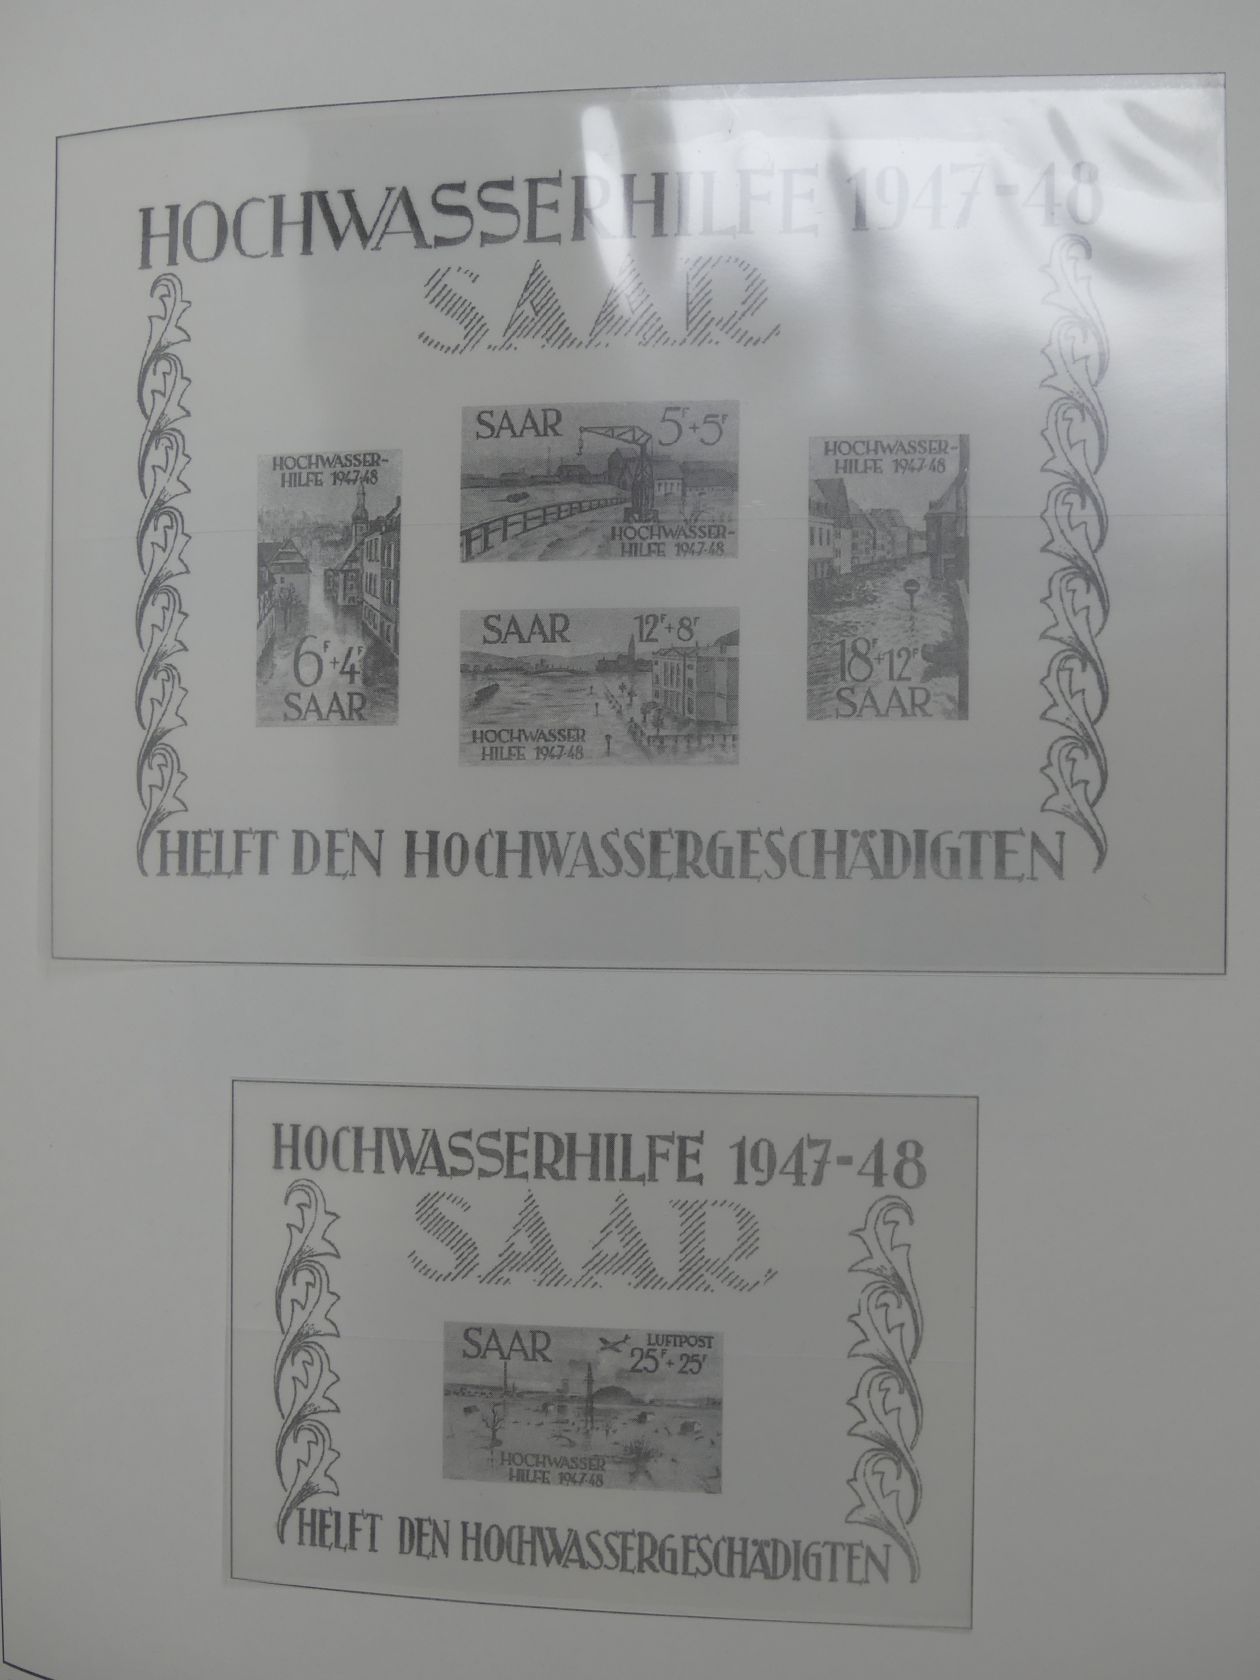 HOCHWASSERHILFE 1947-48
SAAR
HOCHWASSER-
HILFE 1947-48
6F+4F
SAAR
SAAR 5F+5F
HOCHWASSER-
HILFE 1947-48
SAAR 12F+8F
HOCHWASSER
HILFE 1947-48
HOCHWASSER-
HILFE 1947-48
18F+12F
SAAR
HELFT DEN HOCHWASSERGESCHÄDIGTEN
HOCHWASSERHILFE 1947-48
SAAR
SAAR LUFTPOST
25F+25F
HOCHWASSER
HILFE 1947-48
HELFT DEN HOCHWASSERGESCHÄDIGTEN